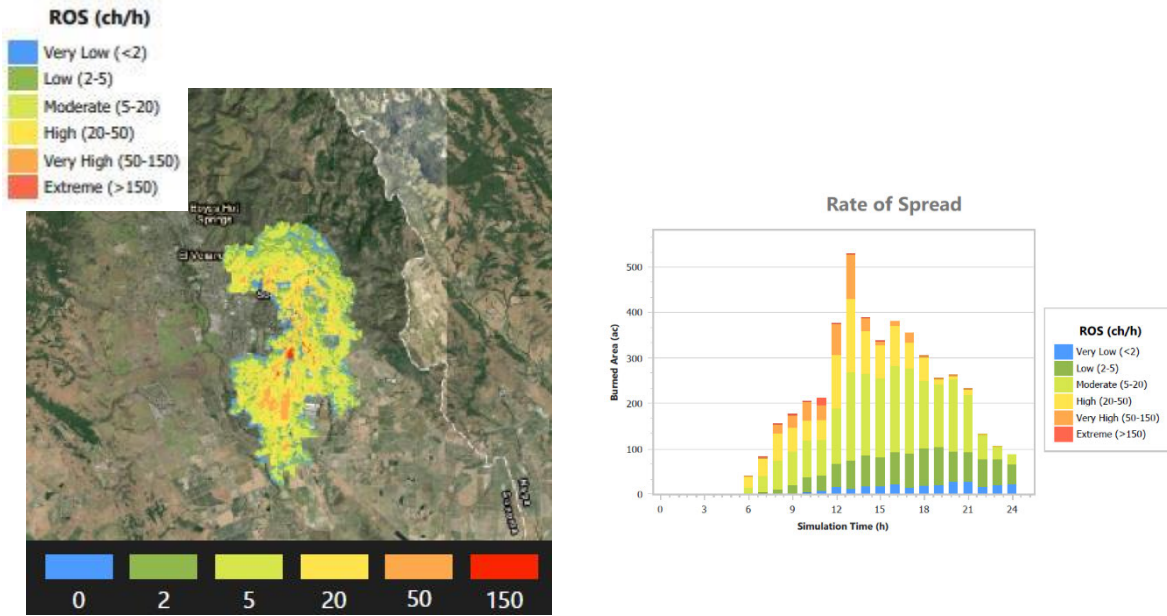 ROS (ch/h)
Very Low (<2)
Low (2-5)
Moderate (5-20)
High (20-50)
Very High (50-150)
Extreme (>150)
Springs
0 2 5 20 50 150
Rate of Spread
Burned Area (ac)
500
400
300
200
100
0
0 3 6 9 12 15 18 21 24
Simulation Time (h)
ROS (ch/h)
Very Low (<2)
Low (2-5)
Moderate (5-20)
High (20-50)
Very High (50-150)
Extreme (>150)